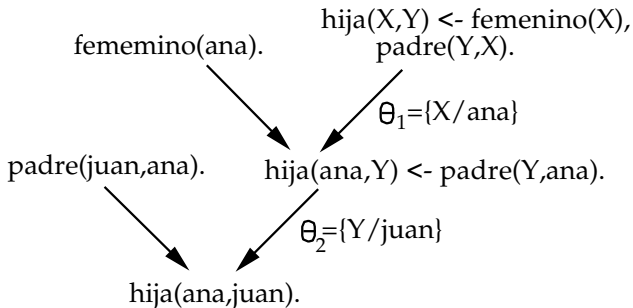 hija(X,Y) <- femenino(X),
padre(Y,X).
fememino(ana).
θ1={X/ana}
padre(juan,ana).
hija(ana,Y) <- padre(Y,ana).
θ2={Y/juan}
hija(ana,juan).